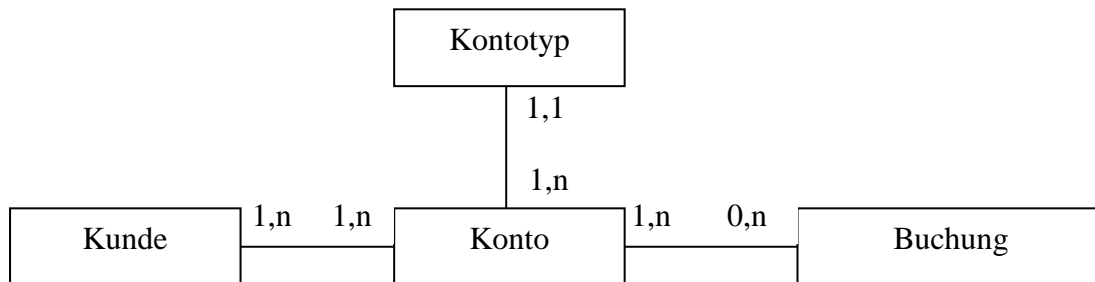 Kontotyp
1,1
1,n
1,n 1,n 1,n 0,n
Kunde Konto Buchung